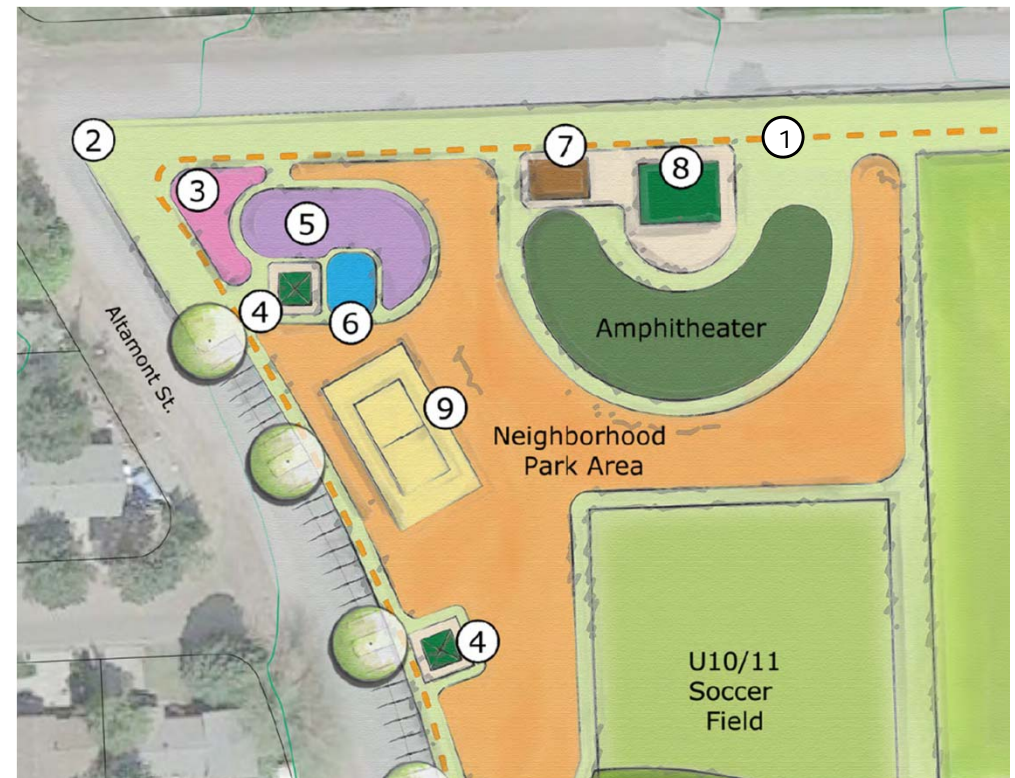 1
2
7
8
3
5
4
6
Altamont St.
Amphitheater
9
Neighborhood
Park Area
4
U10/11
Soccer
Field